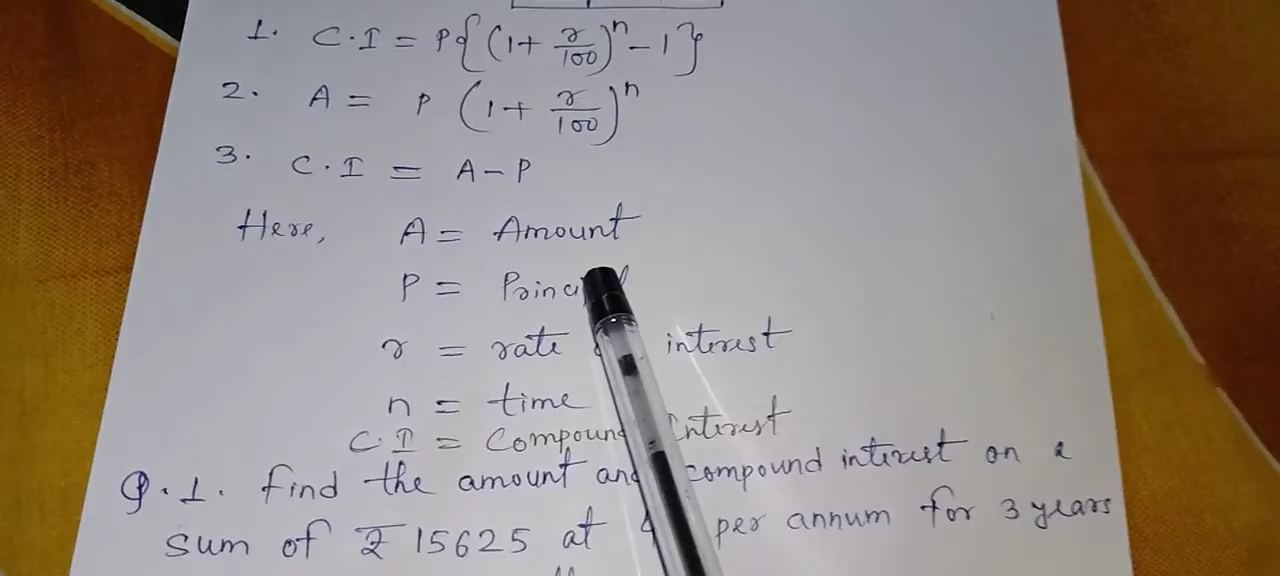 1. C.I = P{(1+ r/100)^n - 1}
2. A = P (1+ r/100)^n
3. C.I = A-P
Here, A = Amount
P = 
r = rate interest
n = time
C.I = Compound Interest
Q.1. find the amount and compound interest on a
sum of ₹ 15625 at per annum for 3 years